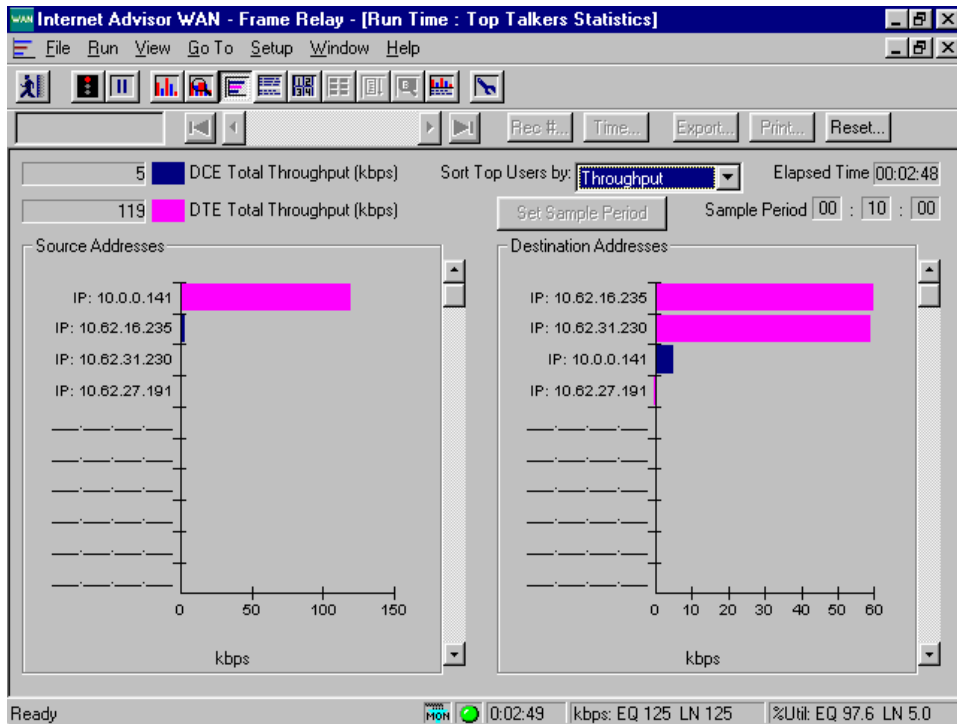 WAN Internet Advisor WAN - Frame Relay - [Run Time : Top Talkers Statistics]
File Run View Go To Setup Window Help
Rec #... Time... Export... Print... Reset...
5 DCE Total Throughput (kbps) Sort Top Users by: Throughput Elapsed Time 00:02:48
119 DTE Total Throughput (kbps) Set Sample Period Sample Period 00 : 10 : 00
Source Addresses
IP: 10.0.0.141
IP: 10.62.16.235
IP: 10.62.31.230
IP: 10.62.27.191
0 50 100 150
kbps
Destination Addresses
IP: 10.62.16.235
IP: 10.62.31.230
IP: 10.0.0.141
IP: 10.62.27.191
0 10 20 30 40 50 60
kbps
Ready MON 0:02:49 kbps: EQ 125 LN 125 %Util: EQ 97.6 LN 5.0